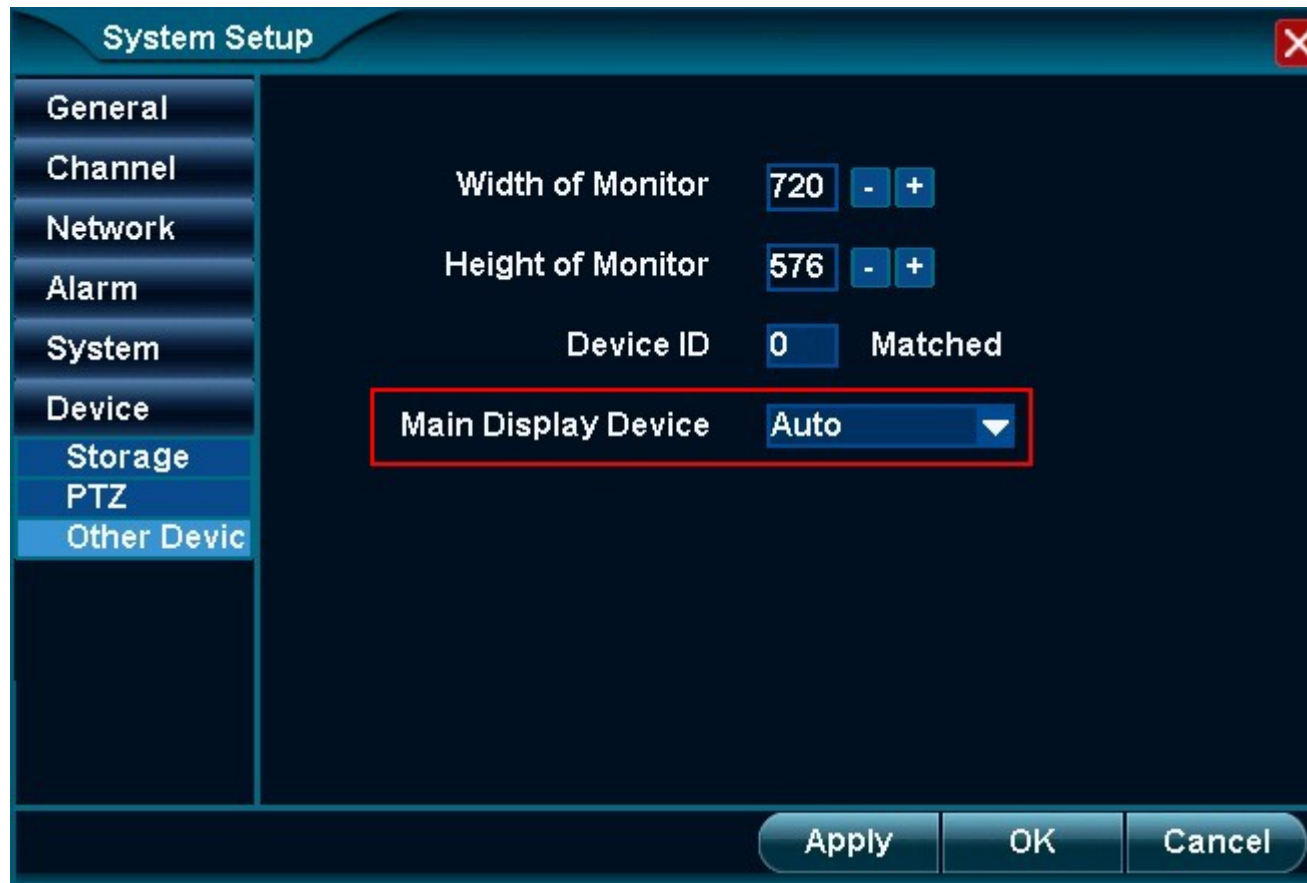 System Setup
General
Channel
Network
Alarm
System
Device
Storage
PTZ
Other Devic
Width of Monitor 720 - +
Height of Monitor 576 - +
Device ID 0 Matched
Main Display Device Auto
Apply OK Cancel